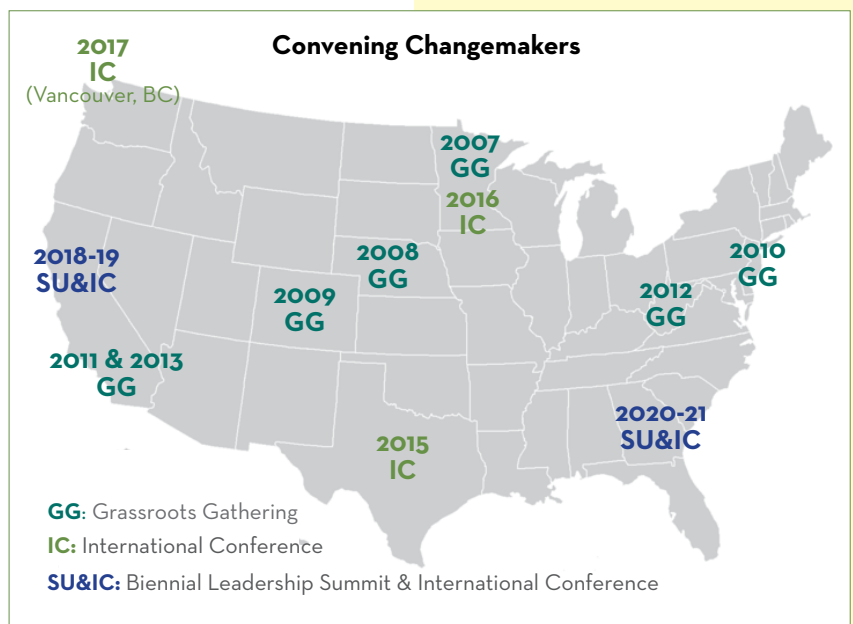 Convening Changemakers
2017
IC
(Vancouver, BC)
2007
GG
2016
IC
2018-19
SU&IC
2008
GG
2009
GG
2010
GG
2012
GG
2011 & 2013
GG
2020-21
SU&IC
2015
IC
GG: Grassroots Gathering
IC: International Conference
SU&IC: Biennial Leadership Summit & International Conference